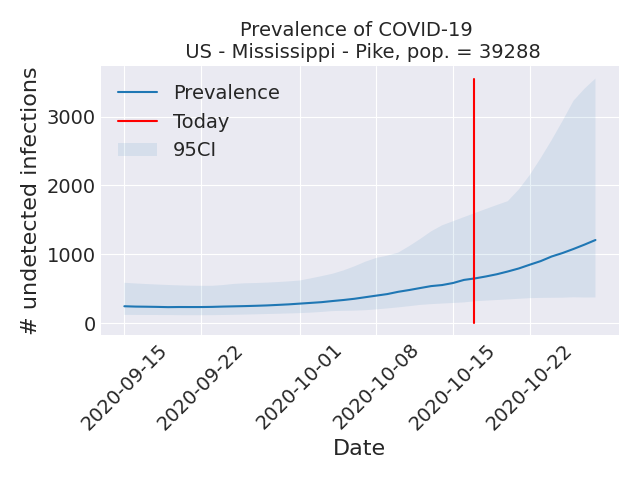 Prevalence of COVID-19
US - Mississippi - Pike, pop. = 39288
# undetected infections
3000
2000
1000
0
Prevalence
Today
95CI
2020-09-15
2020-09-22
2020-10-01
2020-10-08
2020-10-15
2020-10-22
Date